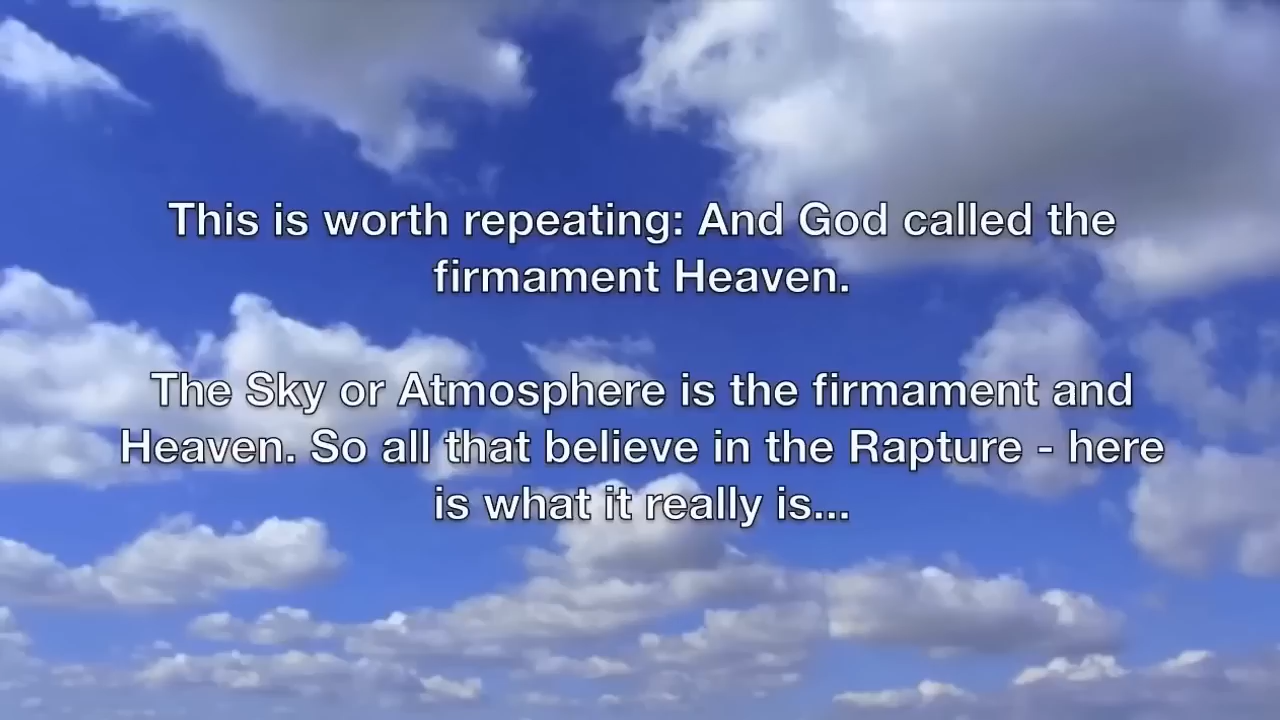 This is worth repeating: And God called the
firmament Heaven.
The Sky or Atmosphere is the firmament and
Heaven. So all that believe in the Rapture - here
is what it really is...